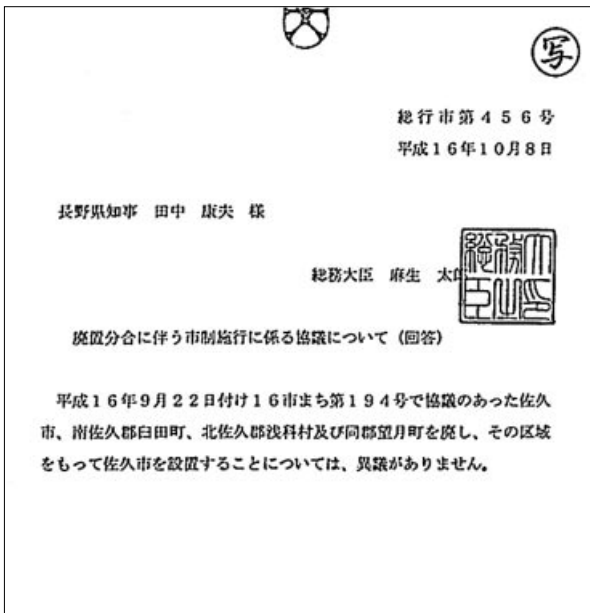 写
総行市第４５６号
平成１６年１０月８日
長野県知事　田中　康夫　様
総務大臣　麻生　太郎
総務大臣之印
廃置分合に伴う市制施行に係る協議について（回答）
平成１６年９月２２日付け１６市まち第１９４号で協議のあった佐久
市、南佐久郡臼田町、北佐久郡浅科村及び同郡望月町を廃し、その区域
をもって佐久市を設置することについては、異議がありません。